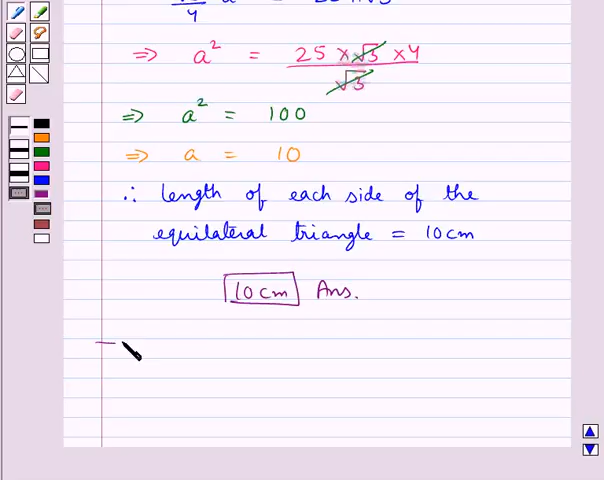 4
⇒ a² = 25 × √3 × 4 / √3
⇒ a² = 100
⇒ a = 10
∴ length of each side of the
equilateral triangle = 10cm
10cm Ans.